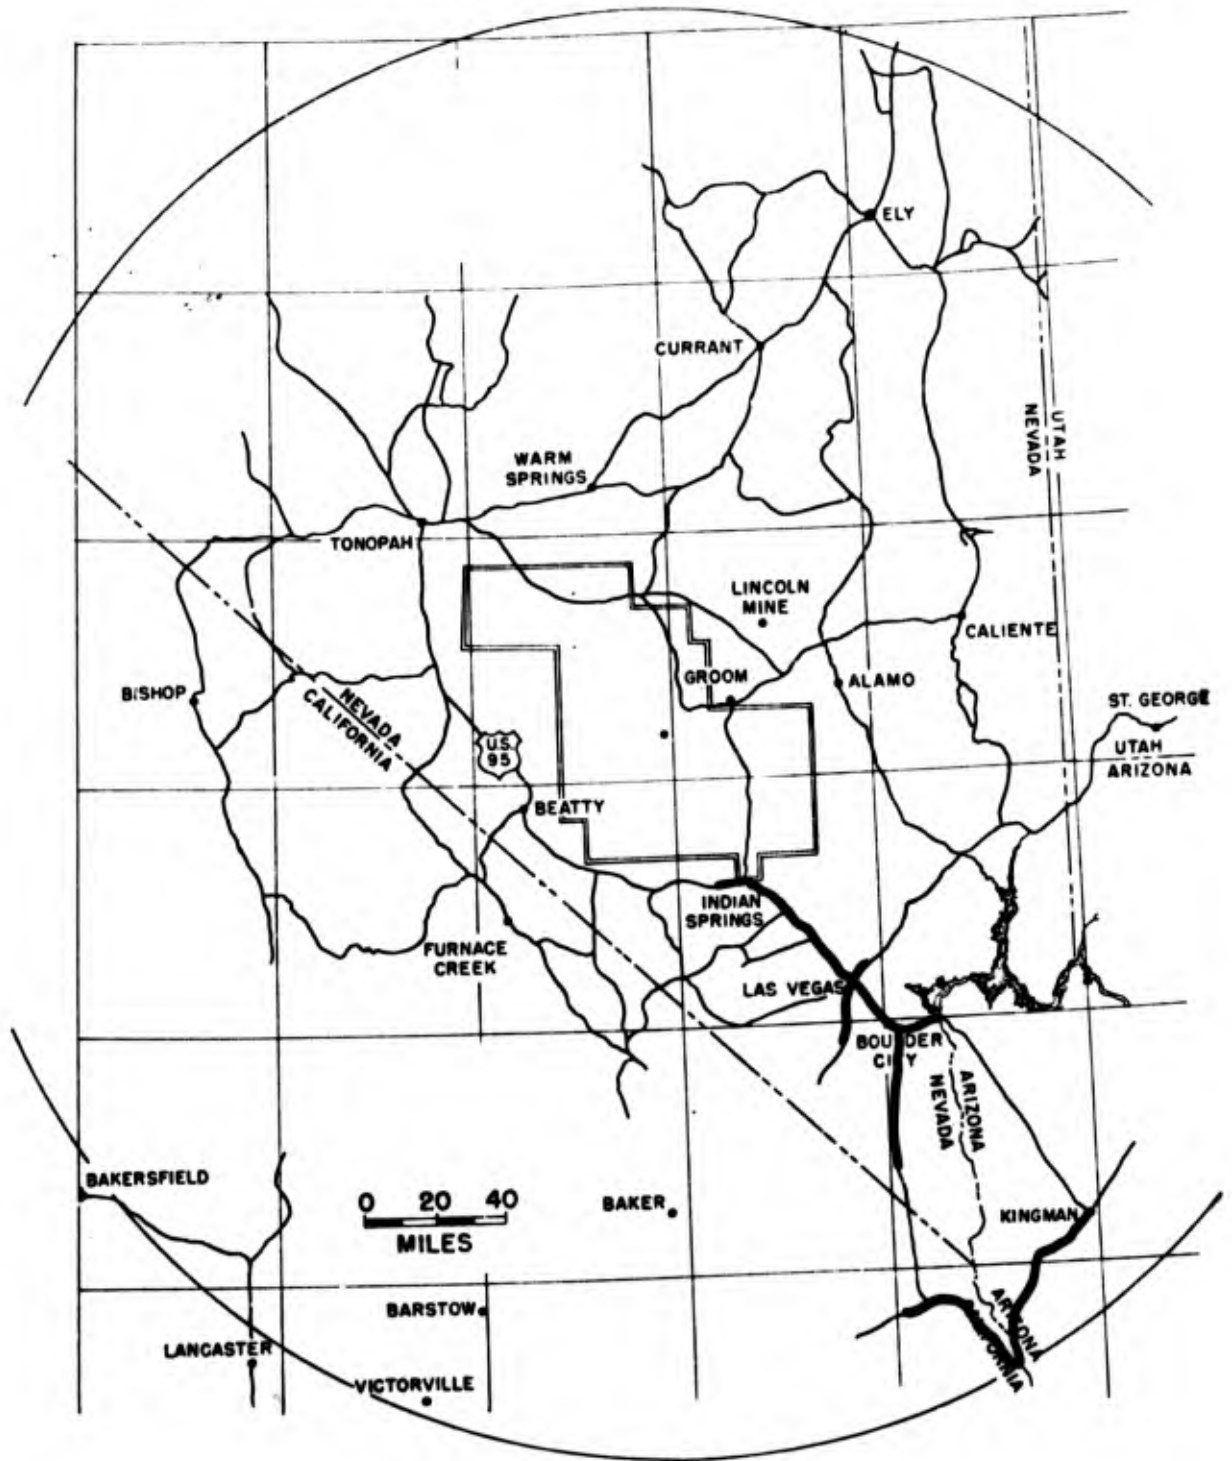 ELY
CURRANT
UTAH
NEVADA
WARM
SPRINGS
TONOPAH
LINCOLN
MINE
CALIENTE
BISHOP
NEVADA
CALIFORNIA
GROOM
ALAMO
ST. GEORGE
UTAH
ARIZONA
U.S.
95
BEATTY
INDIAN
SPRINGS
FURNACE
CREEK
LAS VEGAS
BOULDER
CITY
ARIZONA
NEVADA
BAKERSFIELD
0 20 40
MILES
BAKER
KINGMAN
BARSTOW
ARIZONA
CALIFORNIA
LANCASTER
VICTORVILLE